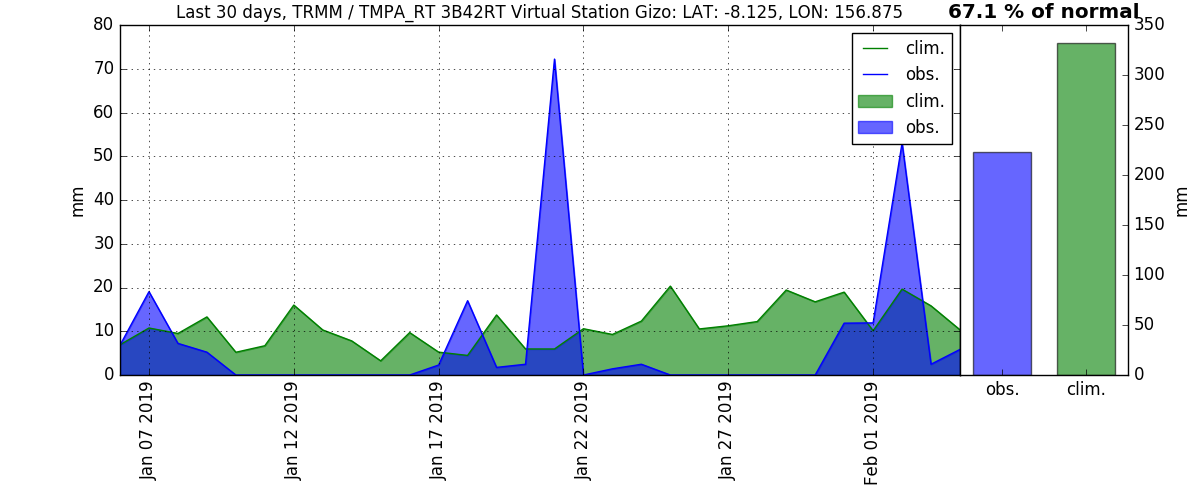 Last 30 days, TRMM / TMPA_RT 3B42RT Virtual Station Gizo: LAT: -8.125, LON: 156.875
67.1 % of normal
80
70
60
50
40
30
20
10
0
mm
clim.
obs.
clim.
obs.
Jan 07 2019
Jan 12 2019
Jan 17 2019
Jan 22 2019
Jan 27 2019
Feb 01 2019
350
300
250
200
150
100
50
0
mm
obs.
clim.